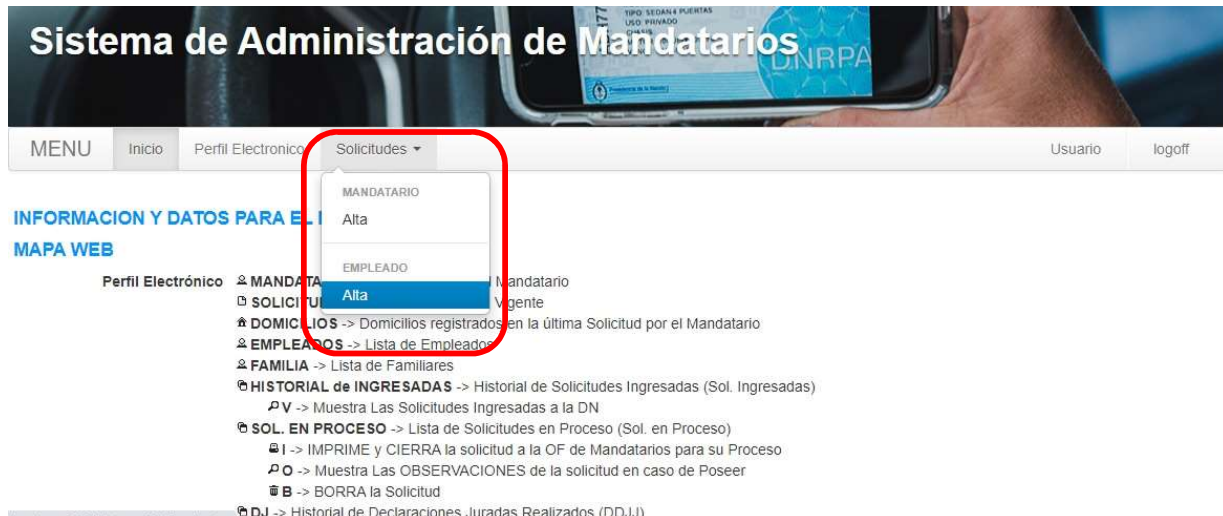 TIPO SEDAN 4 PUERTAS
USO PRIVADO
Sistema de Administración de Mandatarios
DNRPA
MENU Inicio Perfil Electronico Solicitudes Usuario logoff
MANDATARIO
Alta
EMPLEADO
Alta
INFORMACION Y DATOS PARA EL
MAPA WEB
Perfil Electrónico MANDATA Mandatario
SOLICITU Vigente
DOMICILIOS -> Domicilios registrados en la última Solicitud por el Mandatario
EMPLEADOS -> Lista de Empleados
FAMILIA -> Lista de Familiares
HISTORIAL de INGRESADAS -> Historial de Solicitudes Ingresadas (Sol. Ingresadas)
V -> Muestra Las Solicitudes Ingresadas a la DN
SOL. EN PROCESO -> Lista de Solicitudes en Proceso (Sol. en Proceso)
I -> IMPRIME y CIERRA la solicitud a la OF de Mandatarios para su Proceso
O -> Muestra Las OBSERVACIONES de la solicitud en caso de Poseer
B -> BORRA la Solicitud
DJ -> Historial de Declaraciones Juradas Realizados (DDJJ)